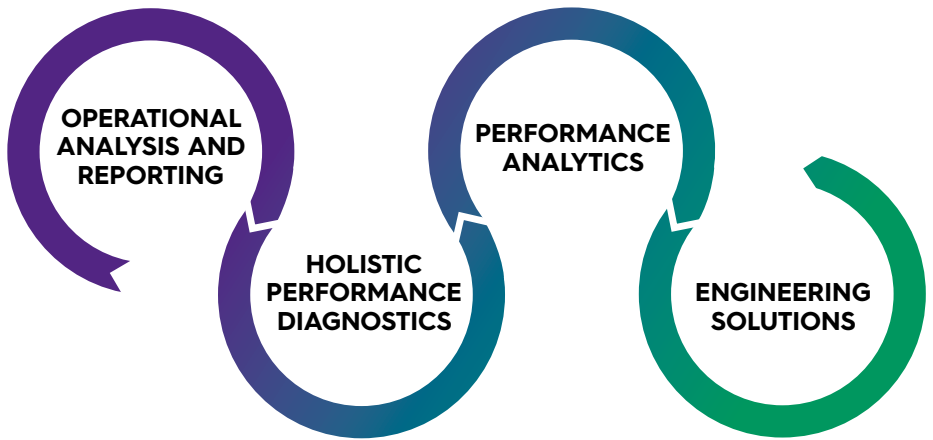 OPERATIONAL
ANALYSIS AND
REPORTING
HOLISTIC
PERFORMANCE
DIAGNOSTICS
PERFORMANCE
ANALYTICS
ENGINEERING
SOLUTIONS